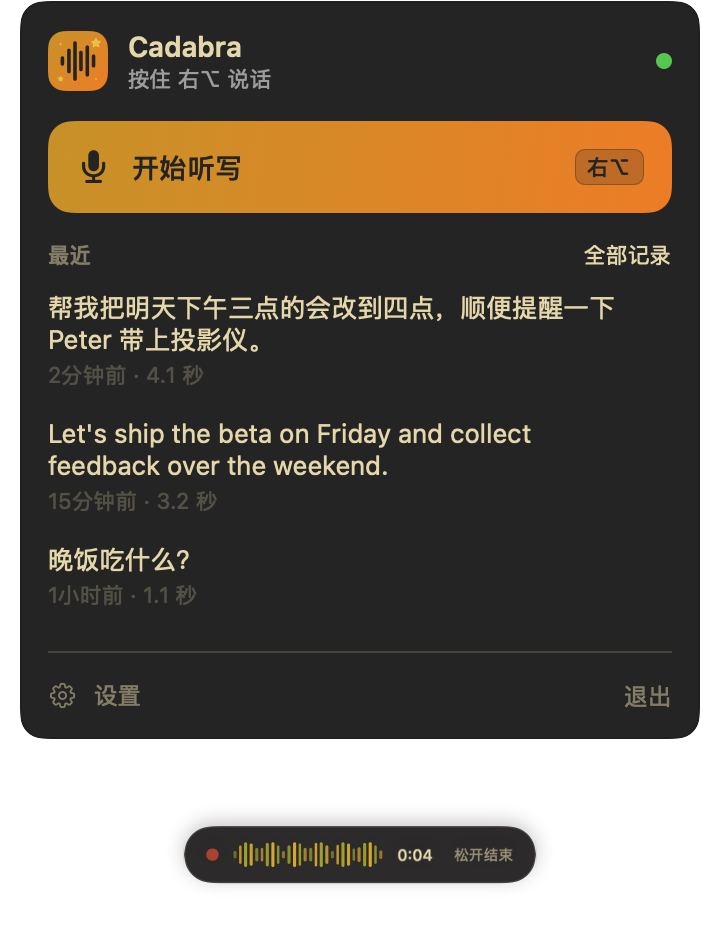 Cadabra
按住 右⌥ 说话
开始听写
右⌥
最近
全部记录
帮我把明天下午三点的会改到四点，顺便提醒一下
Peter 带上投影仪。
2分钟前 · 4.1 秒
Let's ship the beta on Friday and collect
feedback over the weekend.
15分钟前 · 3.2 秒
晚饭吃什么?
1小时前 · 1.1 秒
设置
退出
0:04
松开结束